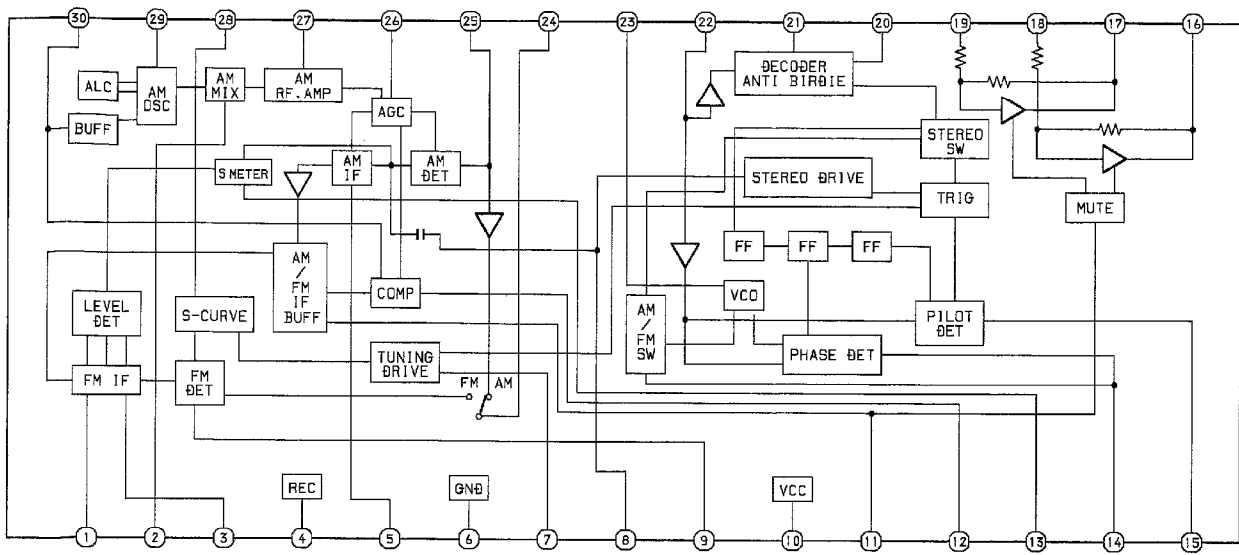 30 29 28 27 26 25 24 23 22 21 20 19 18 17 16
ALC
AM
OSC
AM
MIX
AM
RF.AMP
BUFF
AGC
S METER
AM
IF
AM
DET
DECODER
ANTI BIRDIE
STEREO
SW
STEREO DRIVE
TRIG
MUTE
FF
FF
FF
AM
/
FM
IF
BUFF
COMP
LEVEL
DET
S-CURVE
VCO
AM
/
FM
SW
PILOT
DET
PHASE DET
TUNING
DRIVE
FM IF
FM
DET
FM AM
REC
GND
VCC
1 2 3 4 5 6 7 8 9 10 11 12 13 14 15